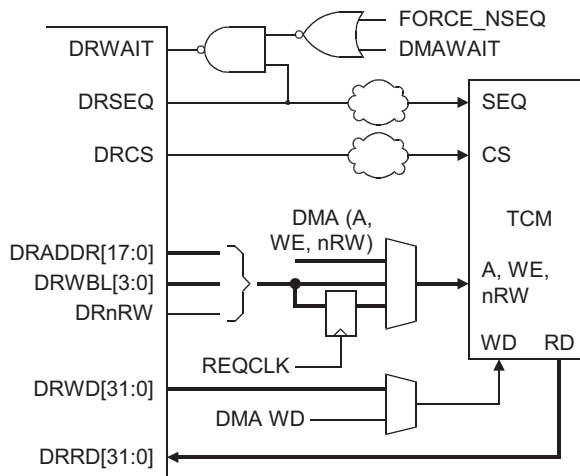 FORCE_NSEQ
DRWAIT
DMAWAIT
DRSEQ
SEQ
DRCS
CS
DMA (A,
WE, nRW)
TCM
DRADDR[17:0]
DRWBL[3:0]
A, WE,
nRW
DRnRW
WD RD
REQCLK
DRWD[31:0]
DMA WD
DRRD[31:0]